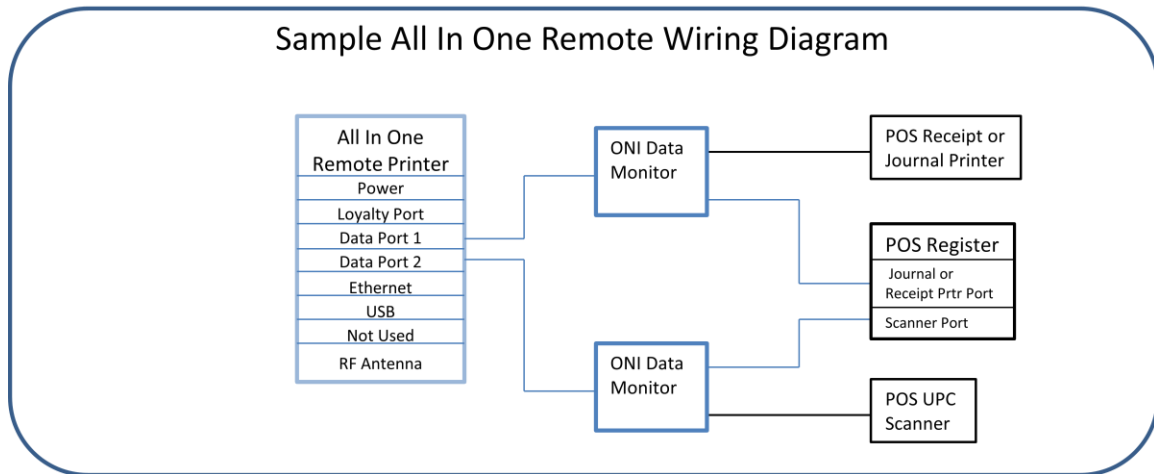 Sample All In One Remote Wiring Diagram
All In One
Remote Printer
Power
Loyalty Port
Data Port 1
Data Port 2
Ethernet
USB
Not Used
RF Antenna
ONI Data
Monitor
ONI Data
Monitor
POS Receipt or
Journal Printer
POS Register
Journal or
Receipt Prtr Port
Scanner Port
POS UPC
Scanner